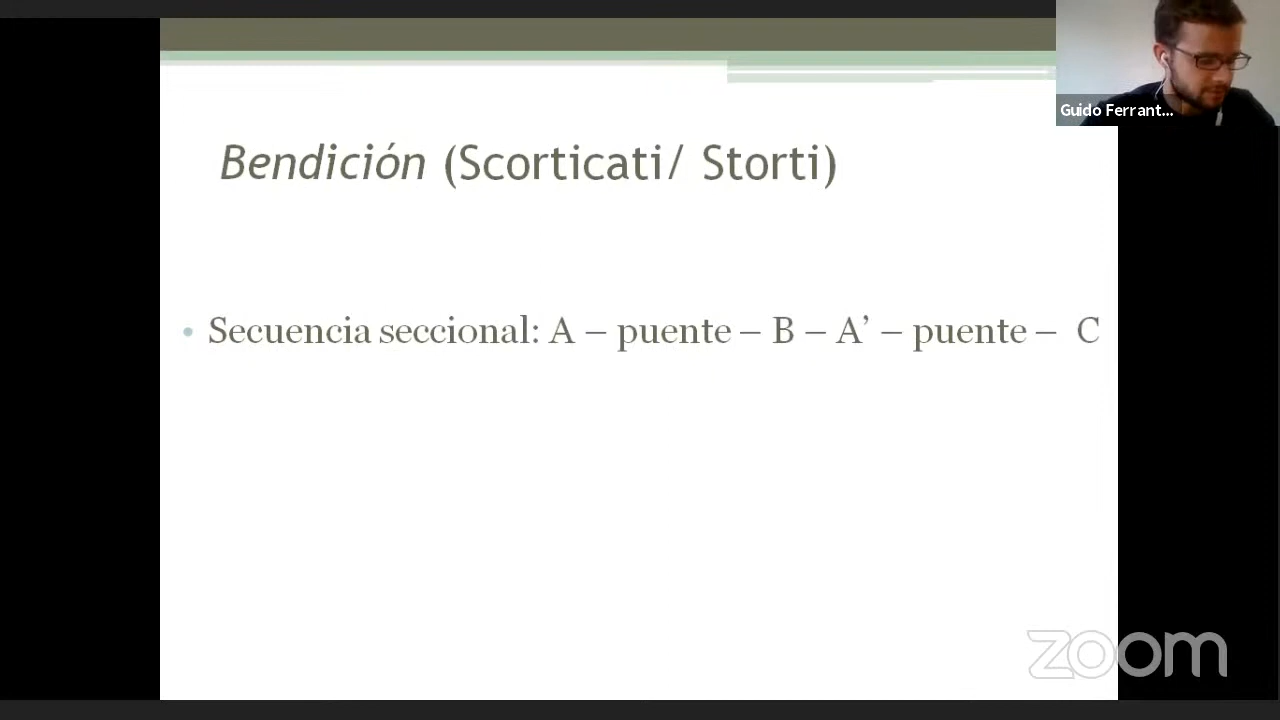 Guido Ferrant...
Bendición (Scorticati/ Storti)
• Secuencia seccional: A – puente – B – A’ – puente – C
zoom